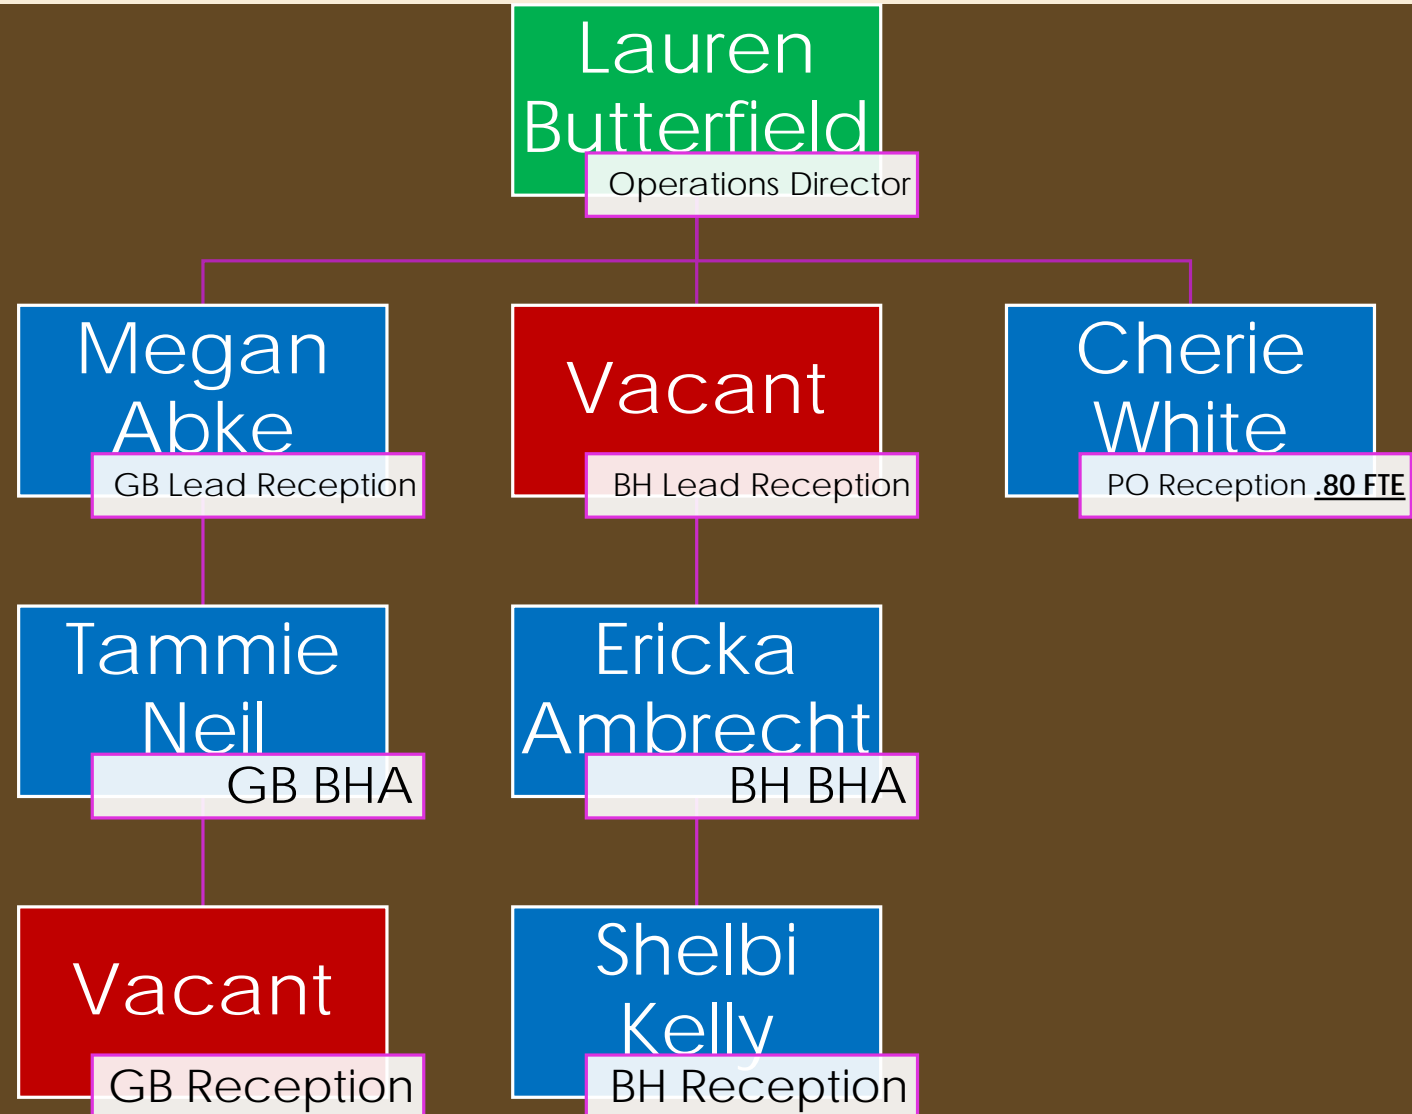 Lauren
Butterfield
Operations Director
Megan
Abke
GB Lead Reception
Vacant
BH Lead Reception
Cherie
White
PO Reception .80 FTE
Tammie
Neil
GB BHA
Ericka
Ambrecht
BH BHA
Vacant
GB Reception
Shelbi
Kelly
BH Reception